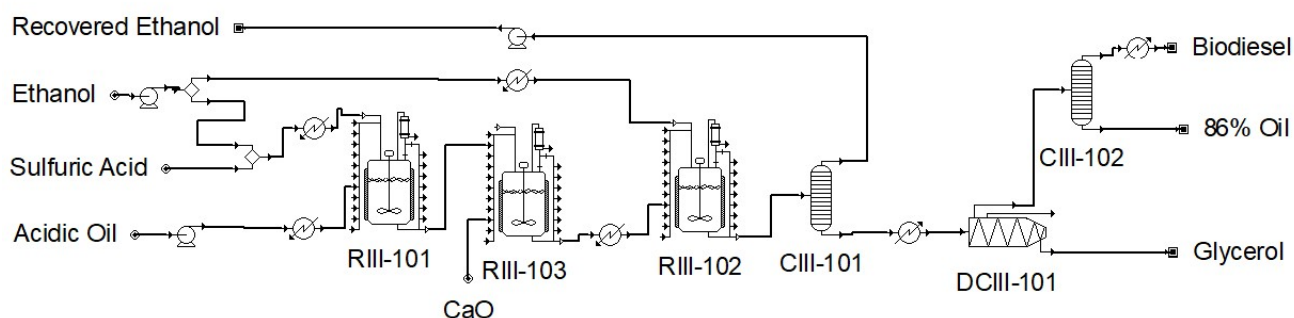 Recovered Ethanol
Biodiesel
Ethanol
86% Oil
CIII-102
Sulfuric Acid
Acidic Oil
Glycerol
RIII-101
RIII-103
RIII-102
CIII-101
DCIII-101
CaO